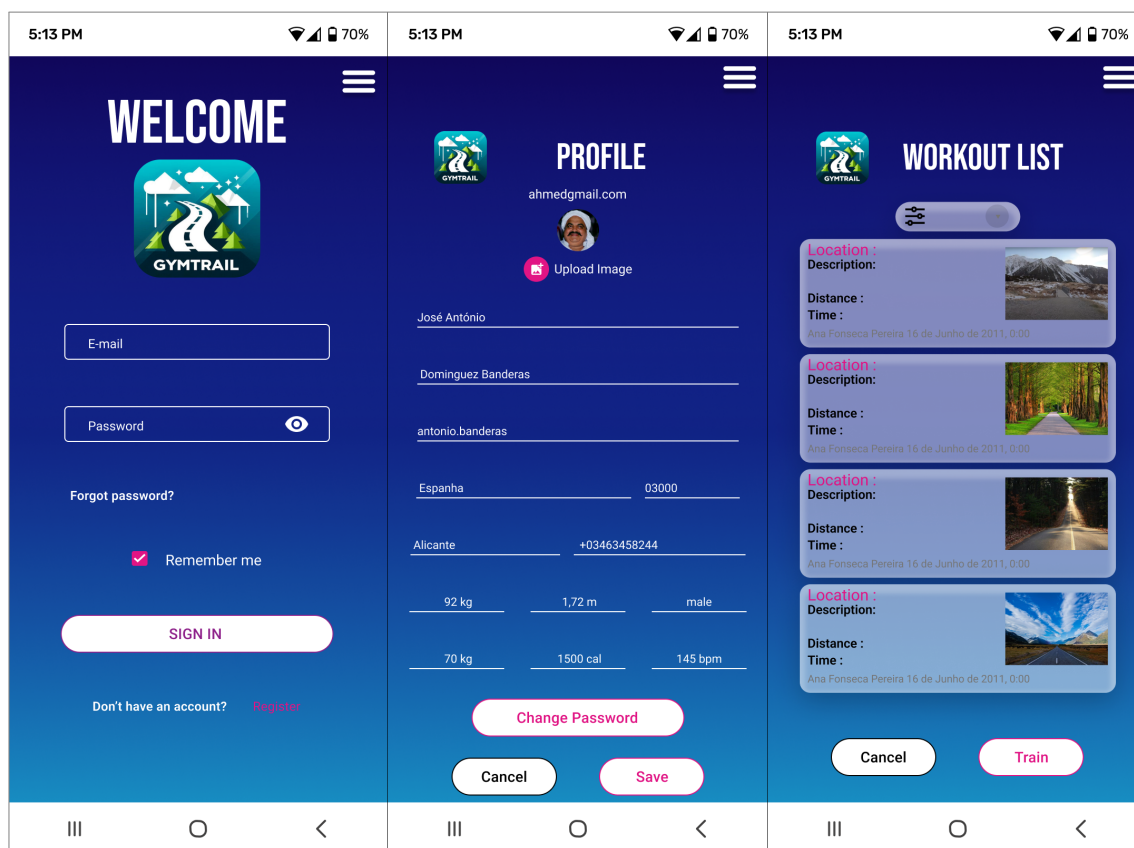 5:13 PM 70%
WELCOME
GYMTRAIL
E-mail
Password
Forgot password?
Remember me
SIGN IN
Don't have an account? Register
5:13 PM 70%
GYMTRAIL
PROFILE
ahmedgmail.com
Upload Image
José António
Dominguez Banderas
antonio.banderas
Espanha 03000
Alicante +03463458244
92 kg 1,72 m male
70 kg 1500 cal 145 bpm
Change Password
Cancel Save
5:13 PM 70%
GYMTRAIL
WORKOUT LIST
Location :
Description:
Distance :
Time :
Ana Fonseca Pereira 16 de Junho de 2011, 0:00
Location :
Description:
Distance :
Time :
Ana Fonseca Pereira 16 de Junho de 2011, 0:00
Location :
Description:
Distance :
Time :
Ana Fonseca Pereira 16 de Junho de 2011, 0:00
Location :
Description:
Distance :
Time :
Ana Fonseca Pereira 16 de Junho de 2011, 0:00
Cancel Train